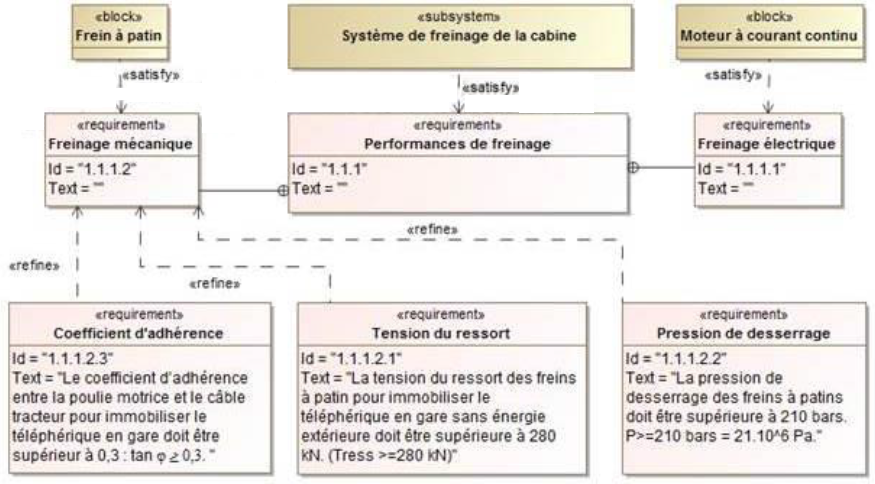 «block»
Frein à patin
«subsystem»
Système de freinage de la cabine
«block»
Moteur à courant continu
«satisfy»
«satisfy»
«satisfy»
«requirement»
Freinage mécanique
Id = "1.1.1.2"
Text = ""
«requirement»
Performances de freinage
Id = "1.1.1"
Text = ""
«requirement»
Freinage électrique
Id = "1.1.1.1"
Text = ""
«refine»
«refine»
«refine»
«requirement»
Coefficient d'adhérence
Id = "1.1.1.2.3"
Text = "Le coefficient d'adhérence
entre la poulie motrice et le câble
tracteur pour immobiliser le
téléphérique en gare doit être
supérieur à 0,3 : tan φ ≥ 0,3. "
«requirement»
Tension du ressort
Id = "1.1.1.2.1"
Text = "La tension du ressort des freins
à patin pour immobiliser le
téléphérique en gare sans énergie
extérieure doit être supérieure à 280
kN. (Tress >=280 kN)"
«requirement»
Pression de desserrage
Id = "1.1.1.2.2"
Text = "La pression de
desserrage des freins à patins
doit être supérieure à 210 bars.
P>=210 bars = 21.10^6 Pa."